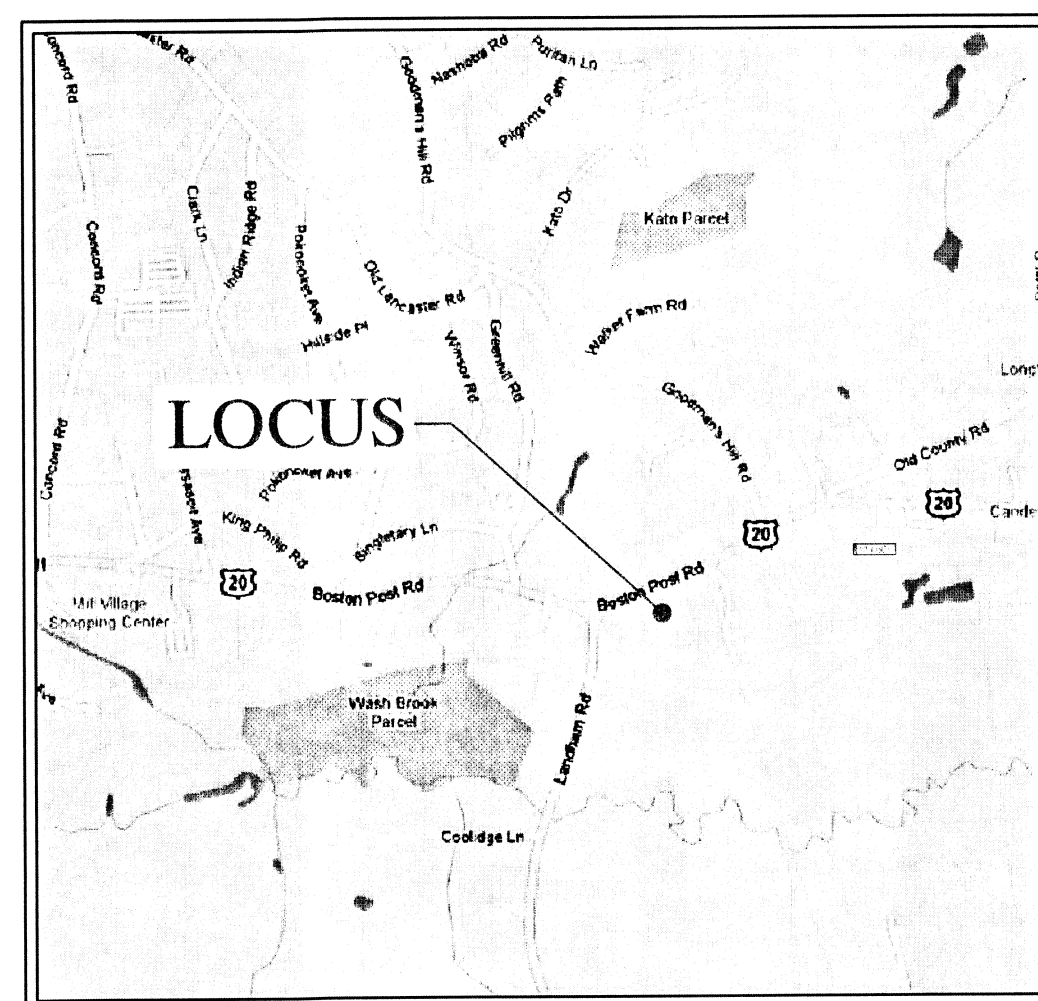 Nashoba Rd
Puritan Ln
Goodman's Hill Rd
Pilgrims Path
Concord Rd
Clark Ln
Indian Ridge Rd
Pokonoket Ave
Kato Dr
Kato Parcel
Old Lancaster Rd
Hillside Pl
Winsor Rd
Greenhill Rd
Walker Farm Rd
LOCUS
Goodman's Hill Rd
Old County Rd
Concord Rd
Pokonoket Ave
King Philip Rd
Singletary Ln
20
20
20
Boston Post Rd
Boston Post Rd
Mill Village
Shopping Center
Wash Brook
Parcel
Landham Rd
Coolidge Ln